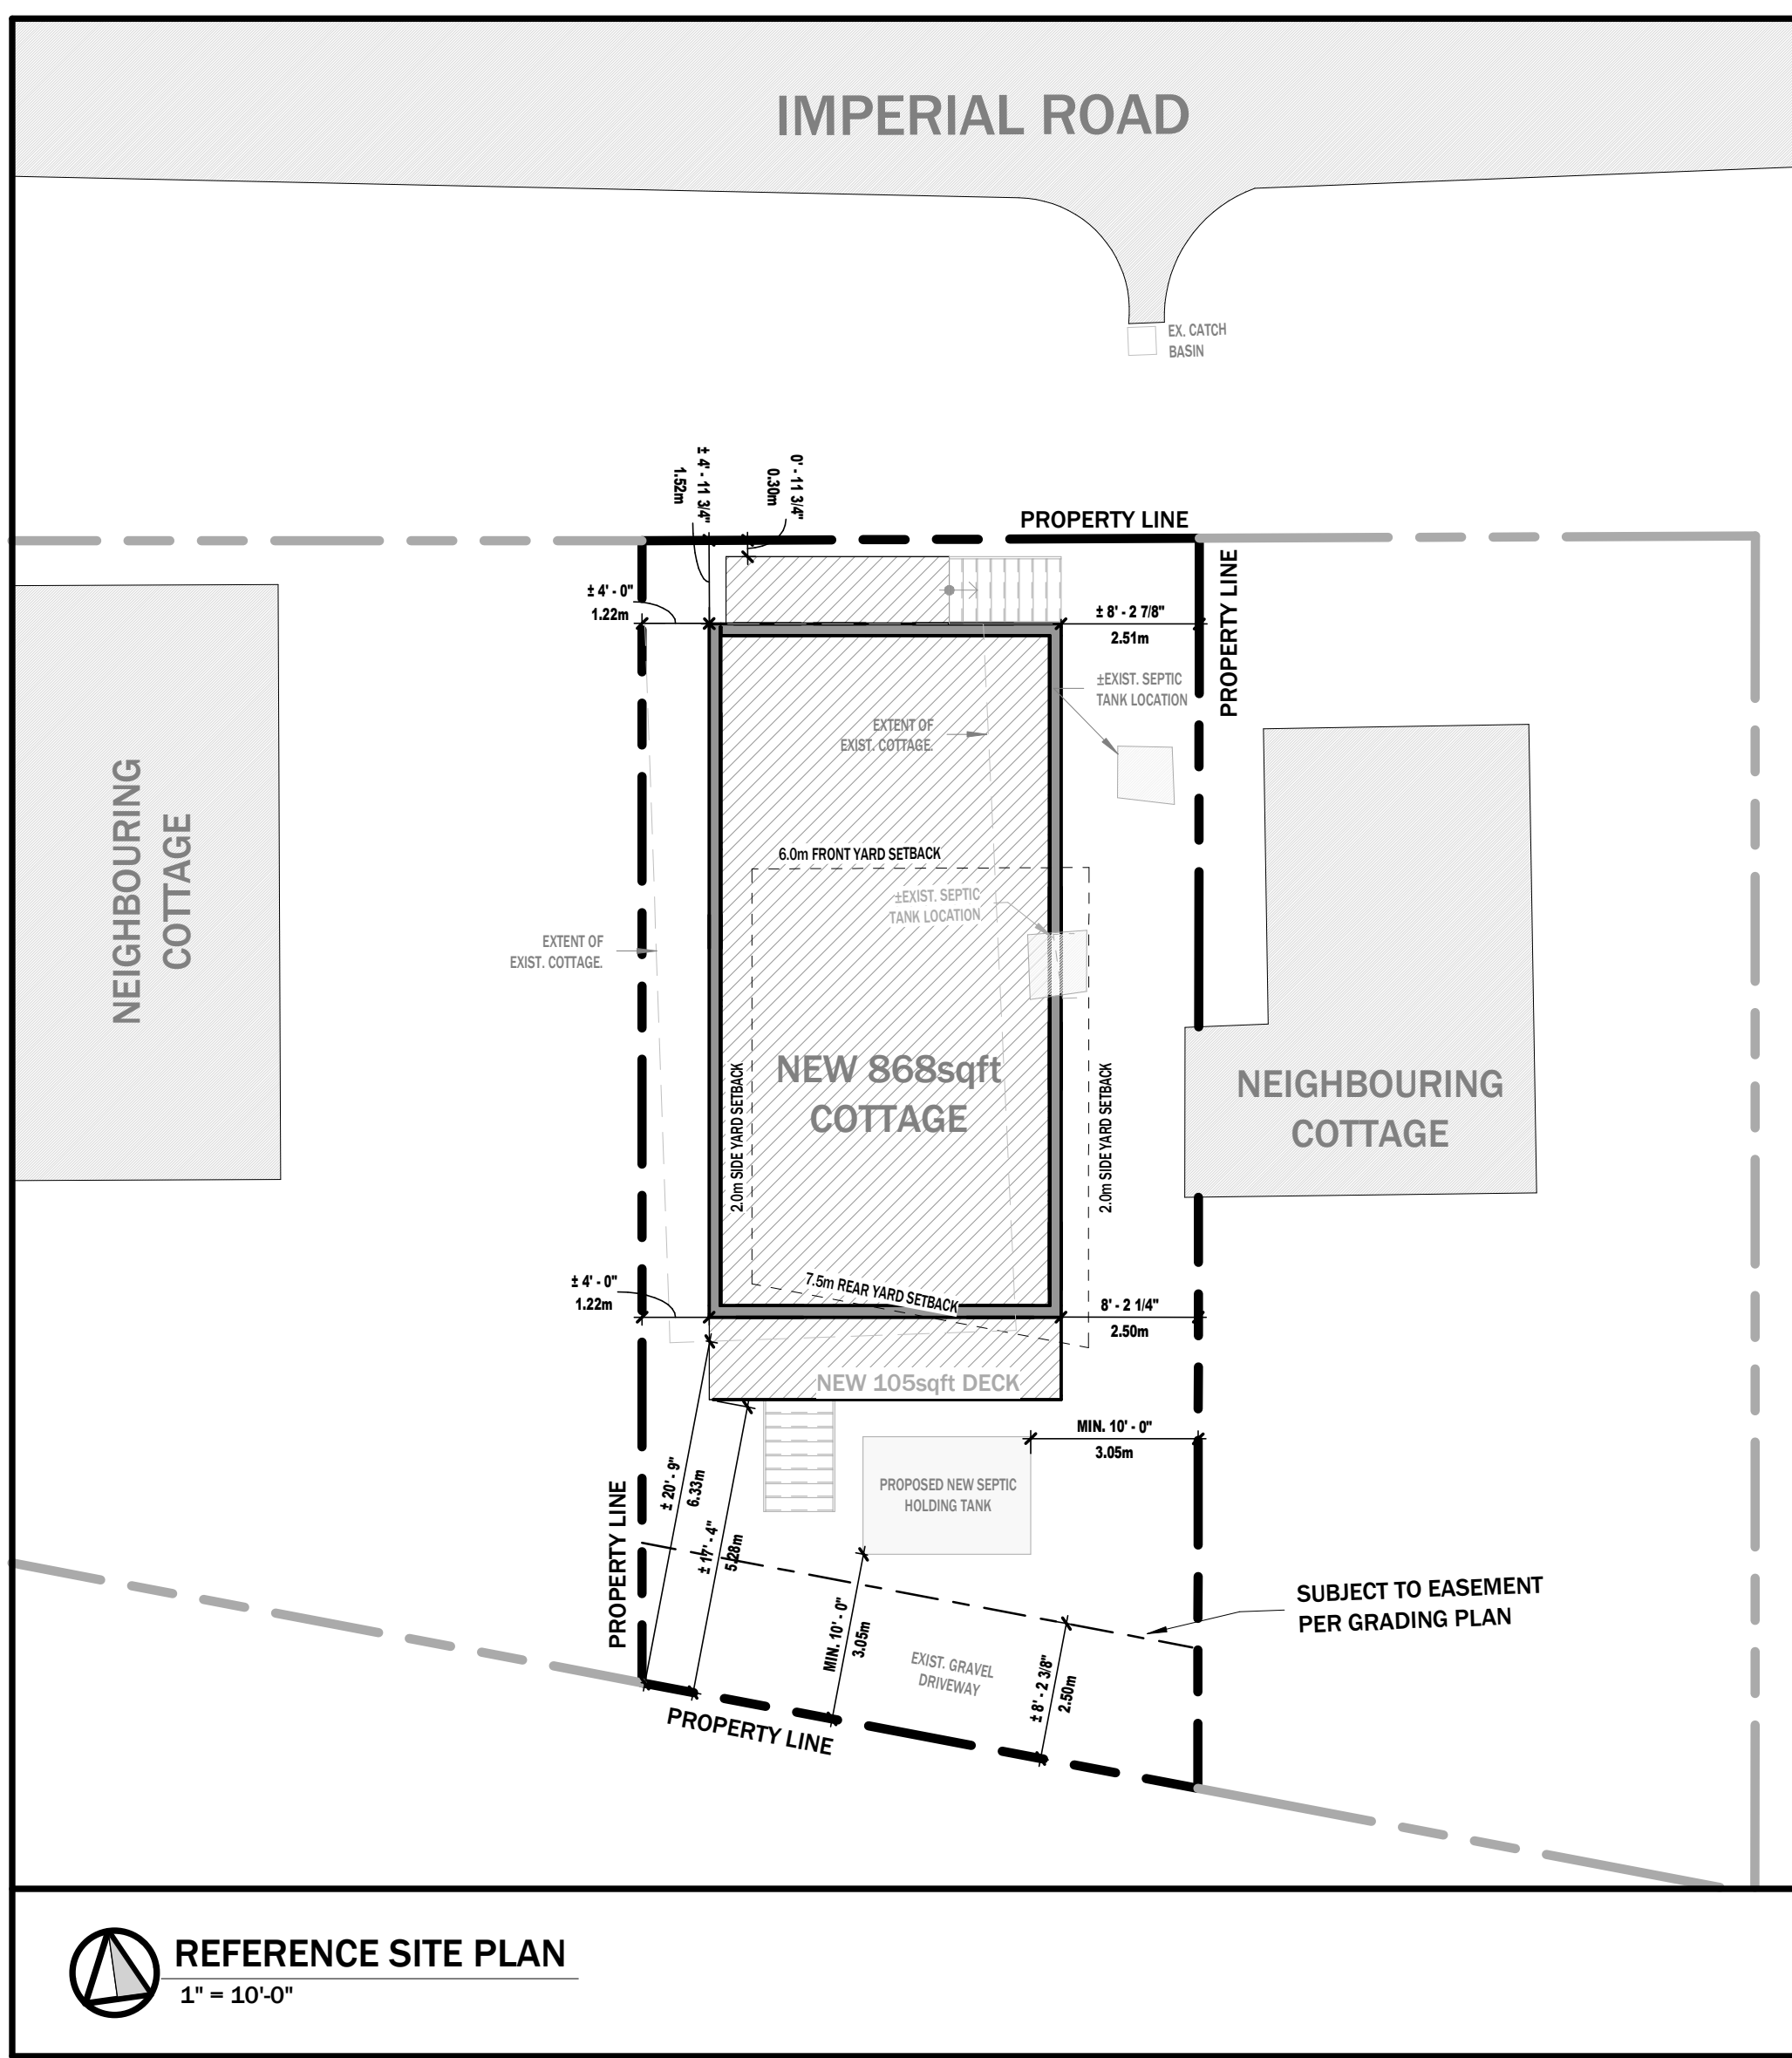 IMPERIAL ROAD
EX. CATCH
BASIN
± 4' - 11 3/4"
1.52m
0' - 11 3/4"
0.30m
PROPERTY LINE
± 4' - 0"
1.22m
± 8' - 2 7/8"
2.51m
PROPERTY LINE
±EXIST. SEPTIC
TANK LOCATION
EXTENT OF
EXIST. COTTAGE.
NEIGHBOURING
COTTAGE
6.0m FRONT YARD SETBACK
±EXIST. SEPTIC
TANK LOCATION
EXTENT OF
EXIST. COTTAGE.
NEW 868sqft
COTTAGE
2.0m SIDE YARD SETBACK
2.0m SIDE YARD SETBACK
NEIGHBOURING
COTTAGE
7.5m REAR YARD SETBACK
± 4' - 0"
1.22m
8' - 2 1/4"
2.50m
NEW 105sqft DECK
MIN. 10' - 0"
3.05m
PROPOSED NEW SEPTIC
HOLDING TANK
± 20' - 9"
6.33m
± 17' - 4"
5.28m
PROPERTY LINE
MIN. 10' - 0"
3.05m
EXIST. GRAVEL
DRIVEWAY
± 8' - 2 3/8"
2.50m
SUBJECT TO EASEMENT
PER GRADING PLAN
PROPERTY LINE
REFERENCE SITE PLAN
1" = 10'-0"